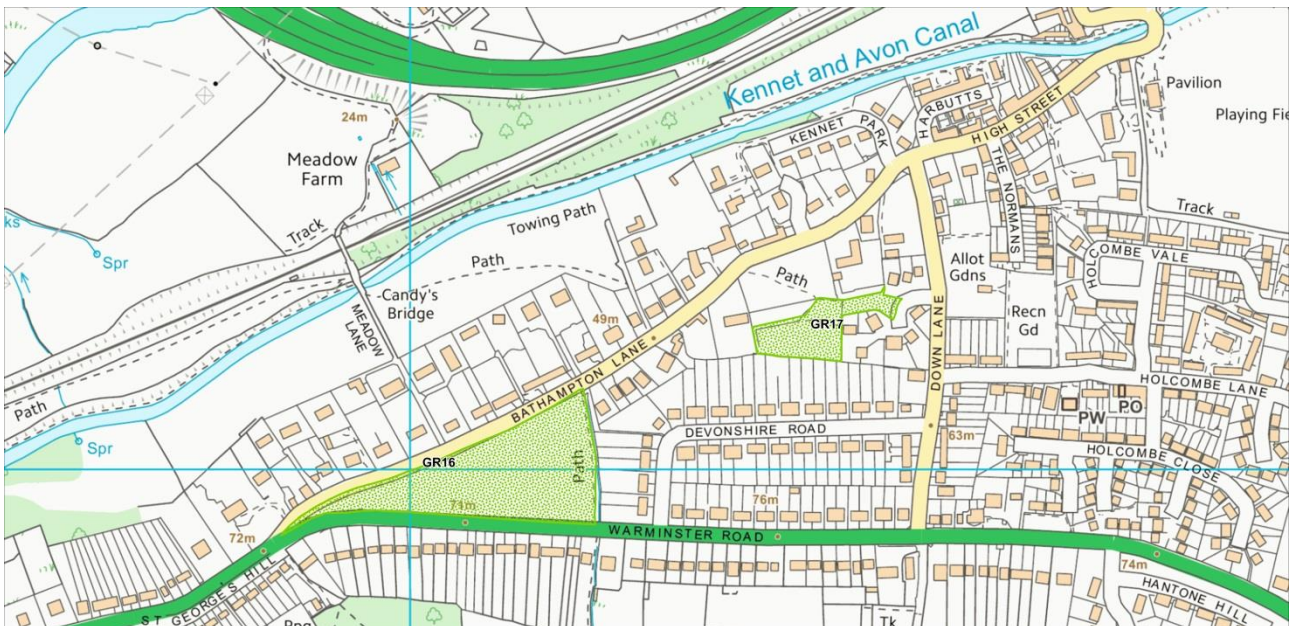 Kennet and Avon Canal
Pavilion
Playing Fie
24m
Meadow
Farm
KENNET PARK
HARBUTTS
HIGH STREET
THE NORMANS
ks
Spr
Track
Towing Path
Path
Path
Track
HOLCOMBE VALE
Allot
Gdns
Candy's
Bridge
MEADOW
LANE
49m
GR17
Recn
Gd
DOWN LANE
BATHAMPTON LANE
HOLCOMBE LANE
PW
PO
Path
Spr
DEVONSHIRE ROAD
63m
HOLCOMBE CLOSE
GR16
Path
71m
76m
WARMINSTER ROAD
72m
74m
ST GEORGE'S HILL
HANTONE HILL
Png
Tk